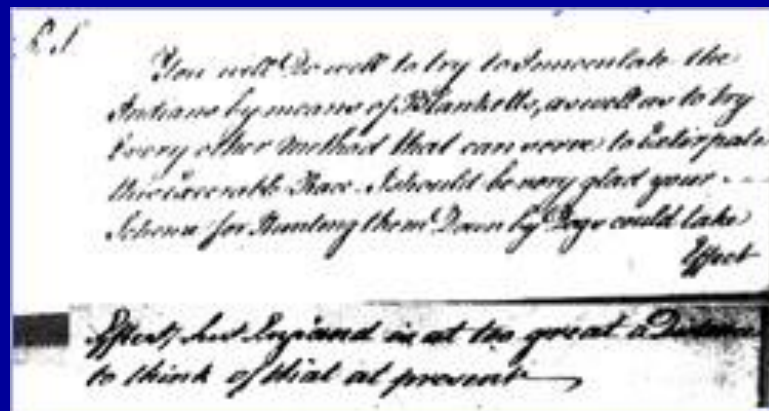 P.S.
You will Do well to try to Innoculate the
Indians by means of Blanketts, as well as to try
Every other Method that can serve to Extirpate
this Execrable Race. I should be very glad your
Scheme for Hunting them Down by Dogs could take
Effect
Effect, but England is at too great a Distance
to think of that at present